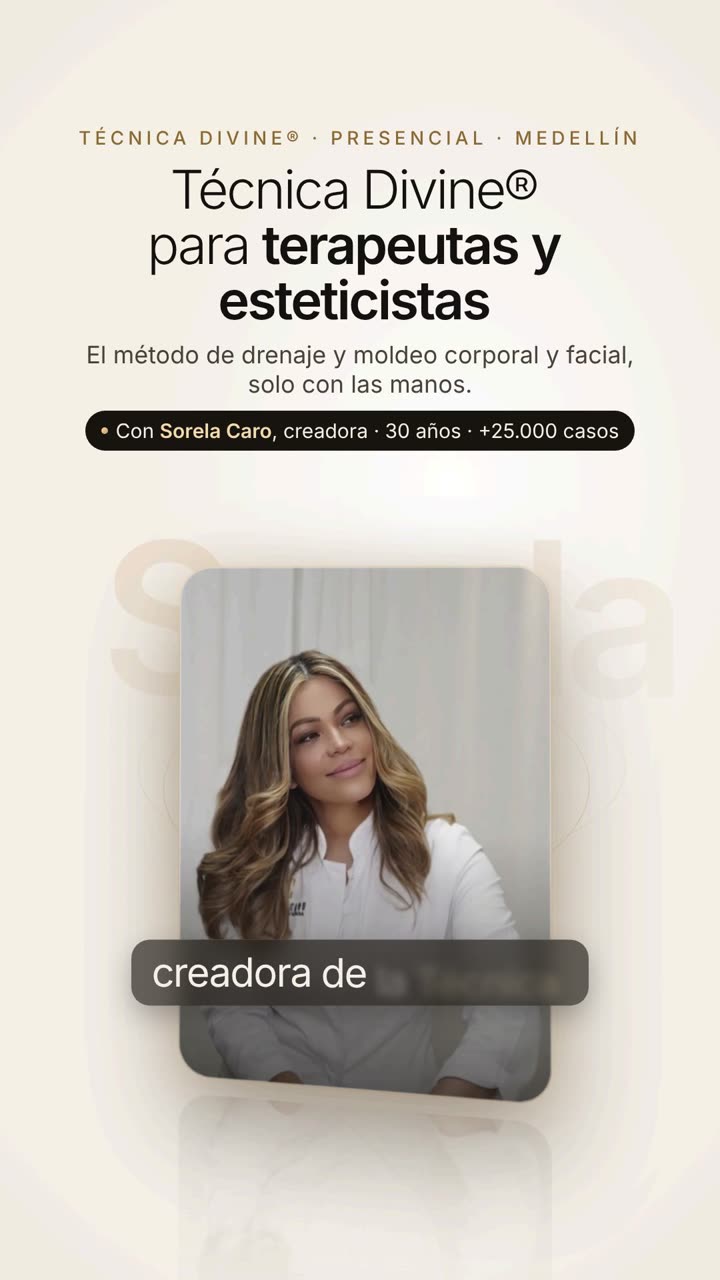 TÉCNICA DIVINE® · PRESENCIAL · MEDELLÍN
Técnica Divine®
para terapeutas y
esteticistas
El método de drenaje y moldeo corporal y facial,
solo con las manos.
• Con Sorela Caro, creadora · 30 años · +25.000 casos
creadora de